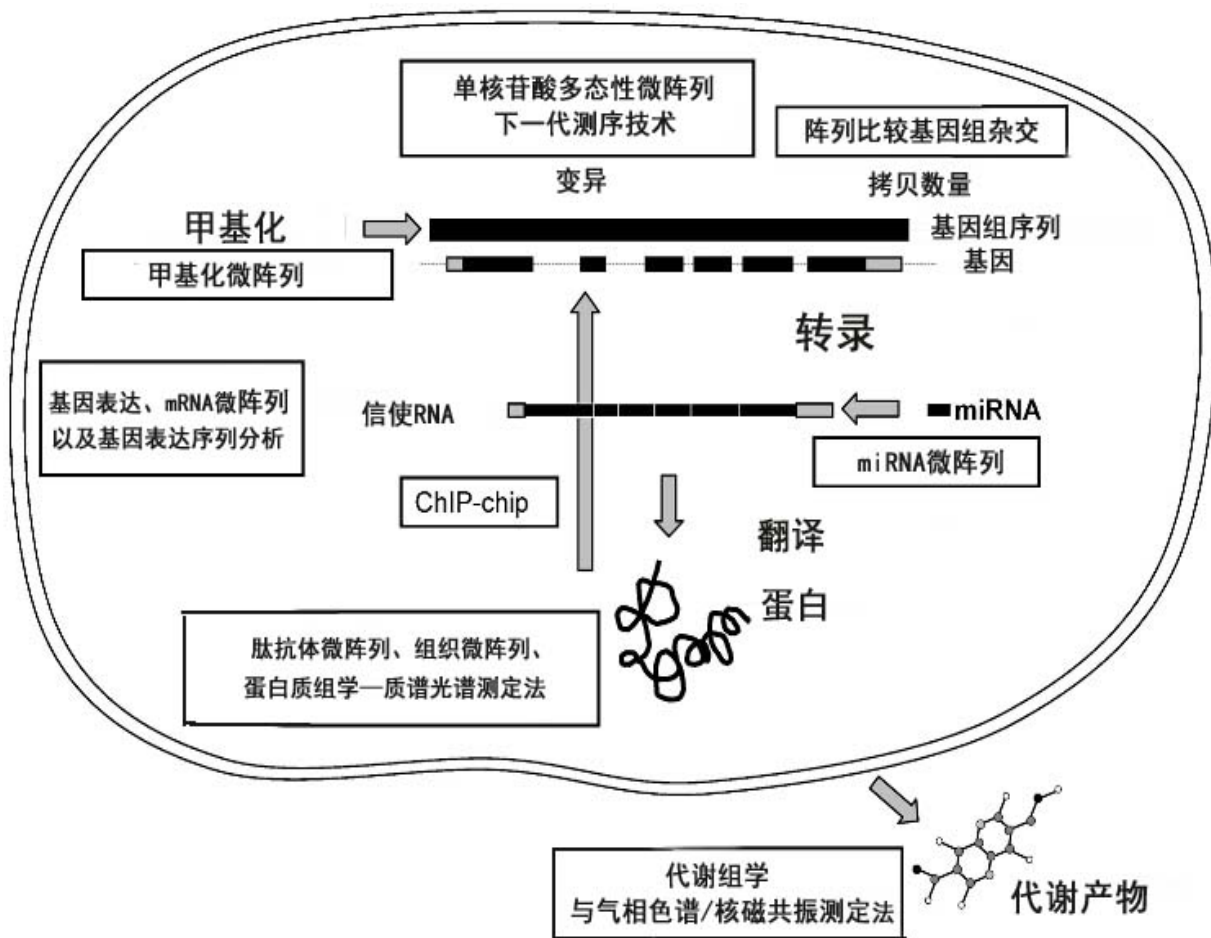 单核苷酸多态性微阵列
下一代测序技术
阵列比较基因组杂交
变异
拷贝数量
甲基化
基因组序列
甲基化微阵列
基因
转录
基因表达、mRNA微阵列
以及基因表达序列分析
信使RNA
miRNA
miRNA微阵列
ChIP-chip
翻译
蛋白
肽抗体微阵列、组织微阵列、
蛋白质组学—质谱光谱测定法
代谢组学
与气相色谱/核磁共振测定法
代谢产物